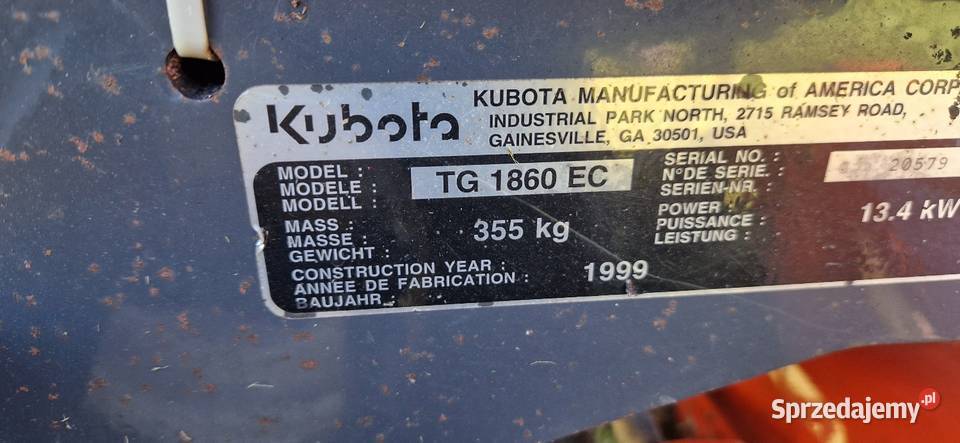 Kubota
KUBOTA MANUFACTURING of AMERICA CORP
INDUSTRIAL PARK NORTH, 2715 RAMSEY ROAD,
GAINESVILLE, GA 30501, USA
MODEL :
MODELE :
MODELL :
TG 1860 EC
SERIAL NO. :
N°DE SERIE. :
SERIEN-NR. :
20579
MASS :
MASSE :
GEWICHT :
355 kg
POWER :
PUISSANCE :
LEISTUNG :
13.4 kW
CONSTRUCTION YEAR :
ANNÉE DE FABRICATION :
BAUJAHR :
1999
Sprzedajemy.pl